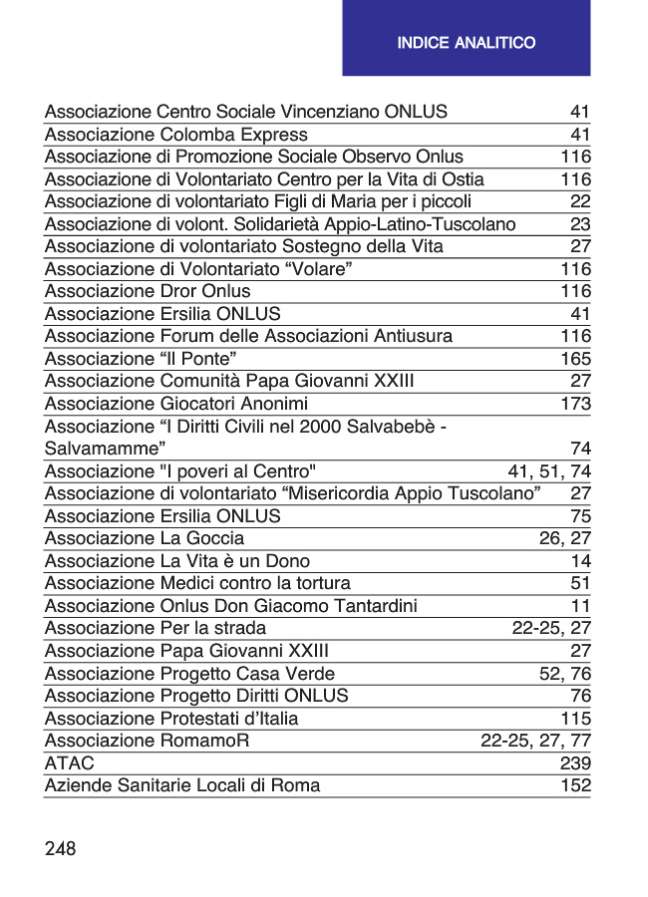 INDICE ANALITICO
Associazione Centro Sociale Vincenziano ONLUS 41
Associazione Colomba Express 41
Associazione di Promozione Sociale Observo Onlus 116
Associazione di Volontariato Centro per la Vita di Ostia 116
Associazione di volontariato Figli di Maria per i piccoli 22
Associazione di volont. Solidarietà Appio-Latino-Tuscolano 23
Associazione di volontariato Sostegno della Vita 27
Associazione di Volontariato “Volare” 116
Associazione Dror Onlus 116
Associazione Ersilia ONLUS 41
Associazione Forum delle Associazioni Antiusura 116
Associazione “Il Ponte” 165
Associazione Comunità Papa Giovanni XXIII 27
Associazione Giocatori Anonimi 173
Associazione “I Diritti Civili nel 2000 Salvabebè -
Salvamamme” 74
Associazione "I poveri al Centro" 41, 51, 74
Associazione di volontariato “Misericordia Appio Tuscolano” 27
Associazione Ersilia ONLUS 75
Associazione La Goccia 26, 27
Associazione La Vita è un Dono 14
Associazione Medici contro la tortura 51
Associazione Onlus Don Giacomo Tantardini 11
Associazione Per la strada 22-25, 27
Associazione Papa Giovanni XXIII 27
Associazione Progetto Casa Verde 52, 76
Associazione Progetto Diritti ONLUS 76
Associazione Protestati d’Italia 115
Associazione RomamoR 22-25, 27, 77
ATAC 239
Aziende Sanitarie Locali di Roma 152
248